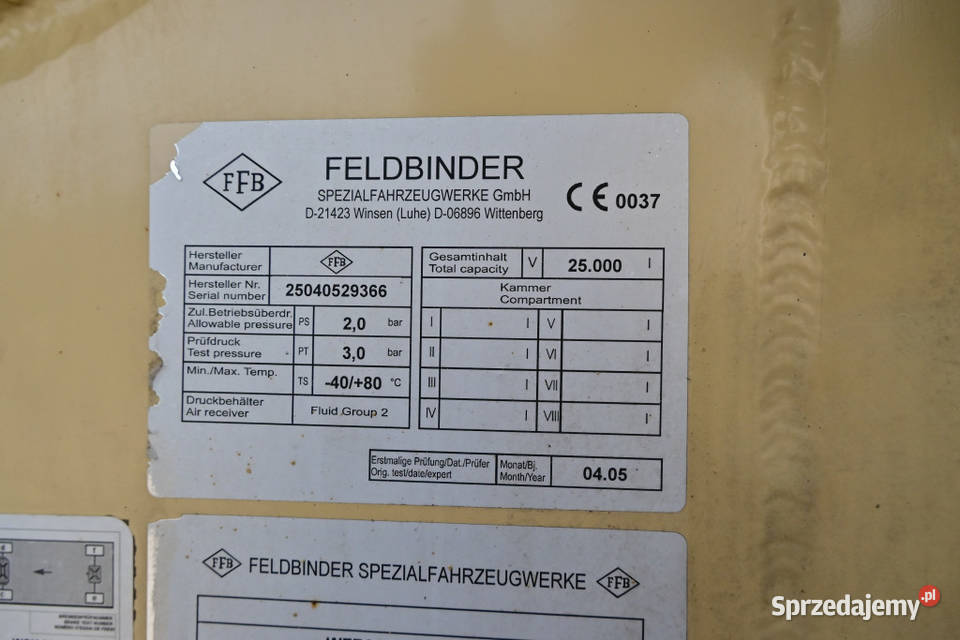 FFB
FELDBINDER
SPEZIALFAHRZEUGWERKE GmbH
D-21423 Winsen (Luhe) D-06896 Wittenberg
CE 0037
Hersteller
Manufacturer
FFB
Hersteller Nr.
Serial number
25040529366
Zul.Betriebsüberdr.
Allowable pressure
PS
2,0 bar
Prüfdruck
Test pressure
PT
3,0 bar
Min./Max. Temp.
TS
-40/+80 °C
Druckbehälter
Air receiver
Fluid Group 2
Gesamtinhalt
Total capacity
V
25.000 l
Kammer
Compartment
I l V l
II l VI l
III l VII l
IV l VIII l
Erstmalige Prüfung/Dat./Prüfer
Orig. test/date/expert
Monat/Bj.
Month/Year
04.05
FFB FELDBINDER SPEZIALFAHRZEUGWERKE FFB
Sprzedajemy.pl